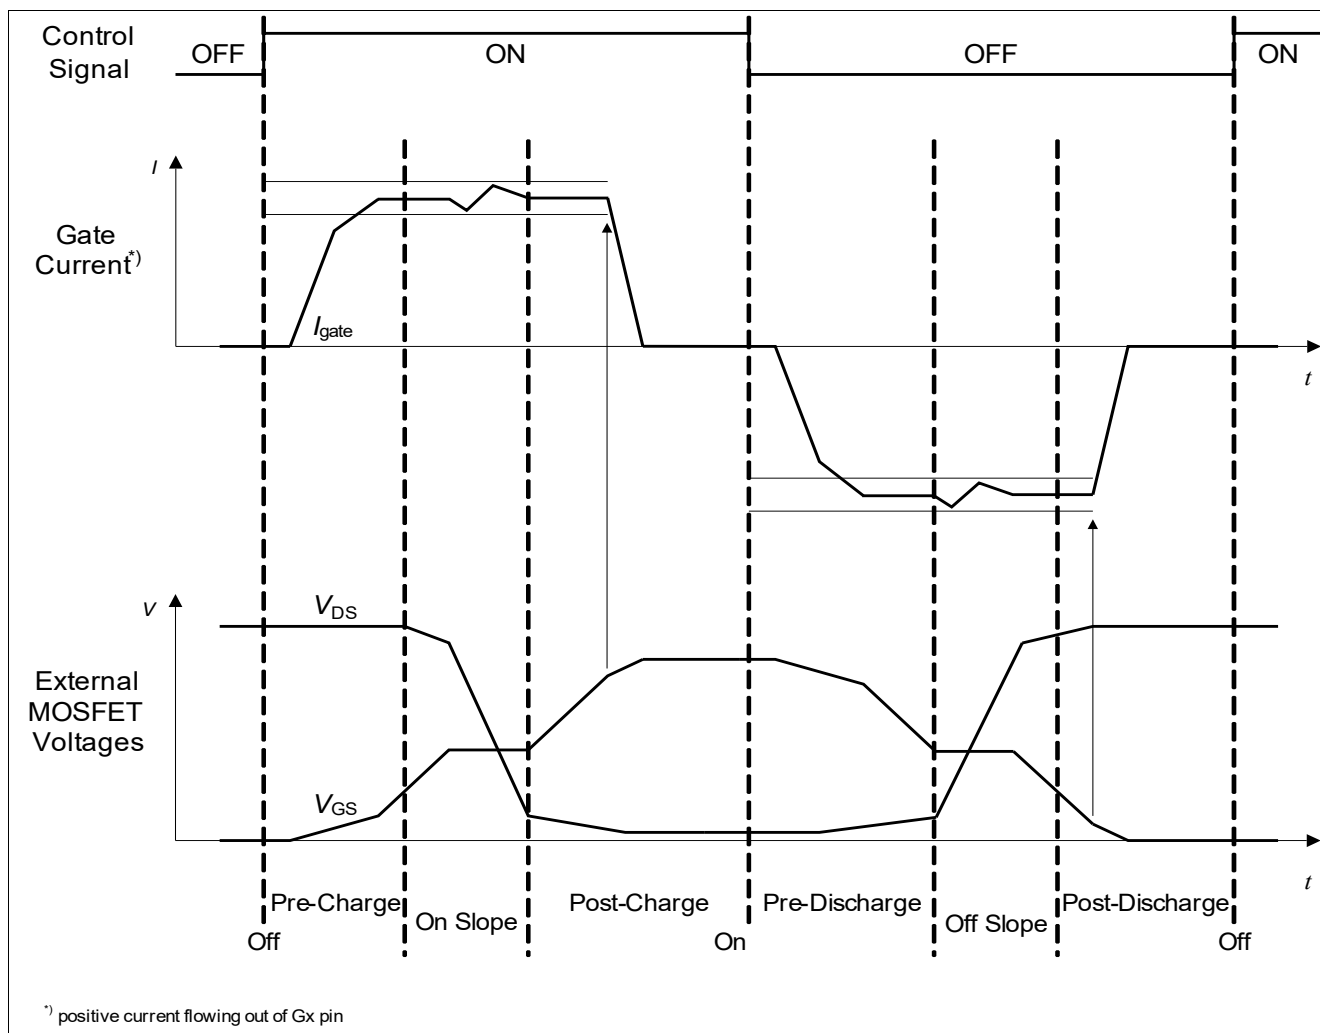 Control
Signal
OFF
ON
OFF
ON
I
Gate
Current*)
Igate
t
V
VDS
External
MOSFET
Voltages
VGS
t
Pre-Charge
On Slope
Post-Charge
Pre-Discharge
Off Slope
Post-Discharge
Off
On
Off
*) positive current flowing out of Gx pin